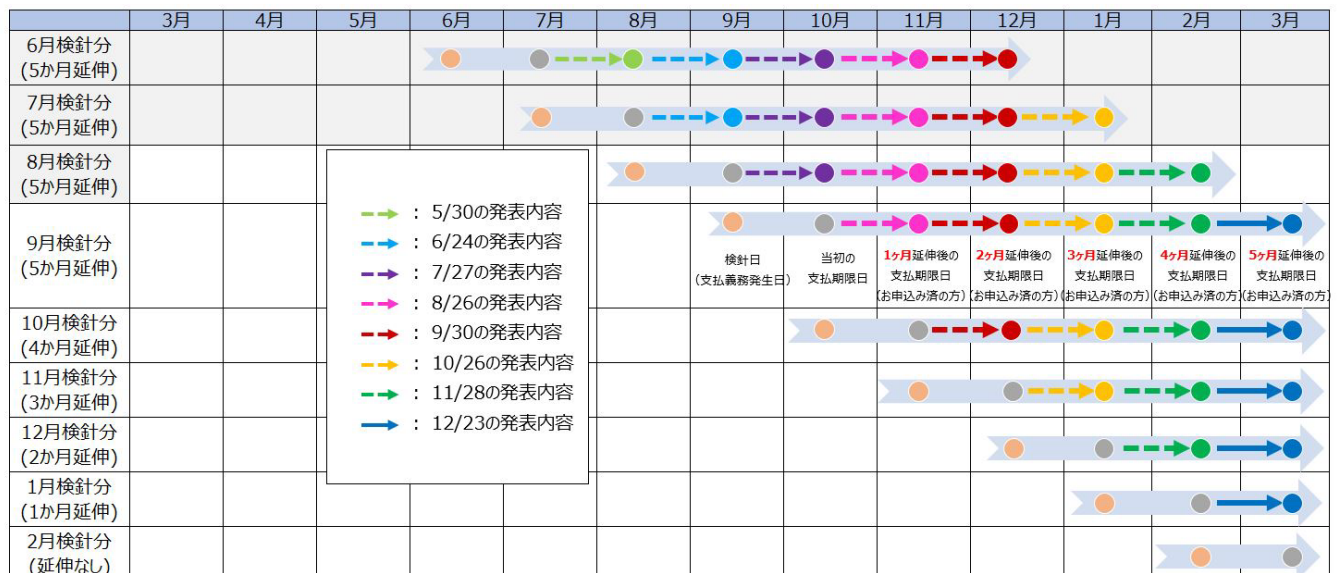 3月 4月 5月 6月 7月 8月 9月 10月 11月 12月 1月 2月 3月
6月検針分
(5か月延伸)
7月検針分
(5か月延伸)
8月検針分
(5か月延伸)
: 5/30の発表内容
: 6/24の発表内容
: 7/27の発表内容
: 8/26の発表内容
: 9/30の発表内容
: 10/26の発表内容
: 11/28の発表内容
: 12/23の発表内容
9月検針分
(5か月延伸)
検針日
(支払義務発生日)
当初の
支払期限日
1ヶ月延伸後の
支払期限日
(お申込み済の方)
2ヶ月延伸後の
支払期限日
(お申込み済の方)
3ヶ月延伸後の
支払期限日
(お申込み済の方)
4ヶ月延伸後の
支払期限日
(お申込み済の方)
5ヶ月延伸後の
支払期限日
(お申込み済の方)
10月検針分
(4か月延伸)
11月検針分
(3か月延伸)
12月検針分
(2か月延伸)
1月検針分
(1か月延伸)
2月検針分
(延伸なし)